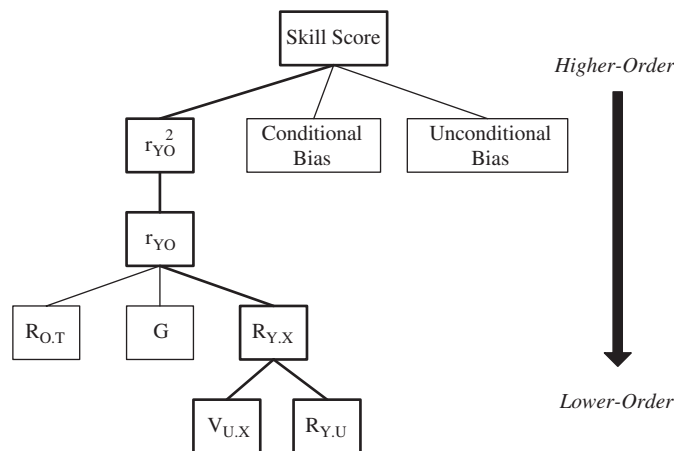 Skill Score
Higher-Order
r_YO^2
Conditional
Bias
Unconditional
Bias
r_YO
R_O.T
G
R_Y.X
Lower-Order
V_U.X
R_Y.U